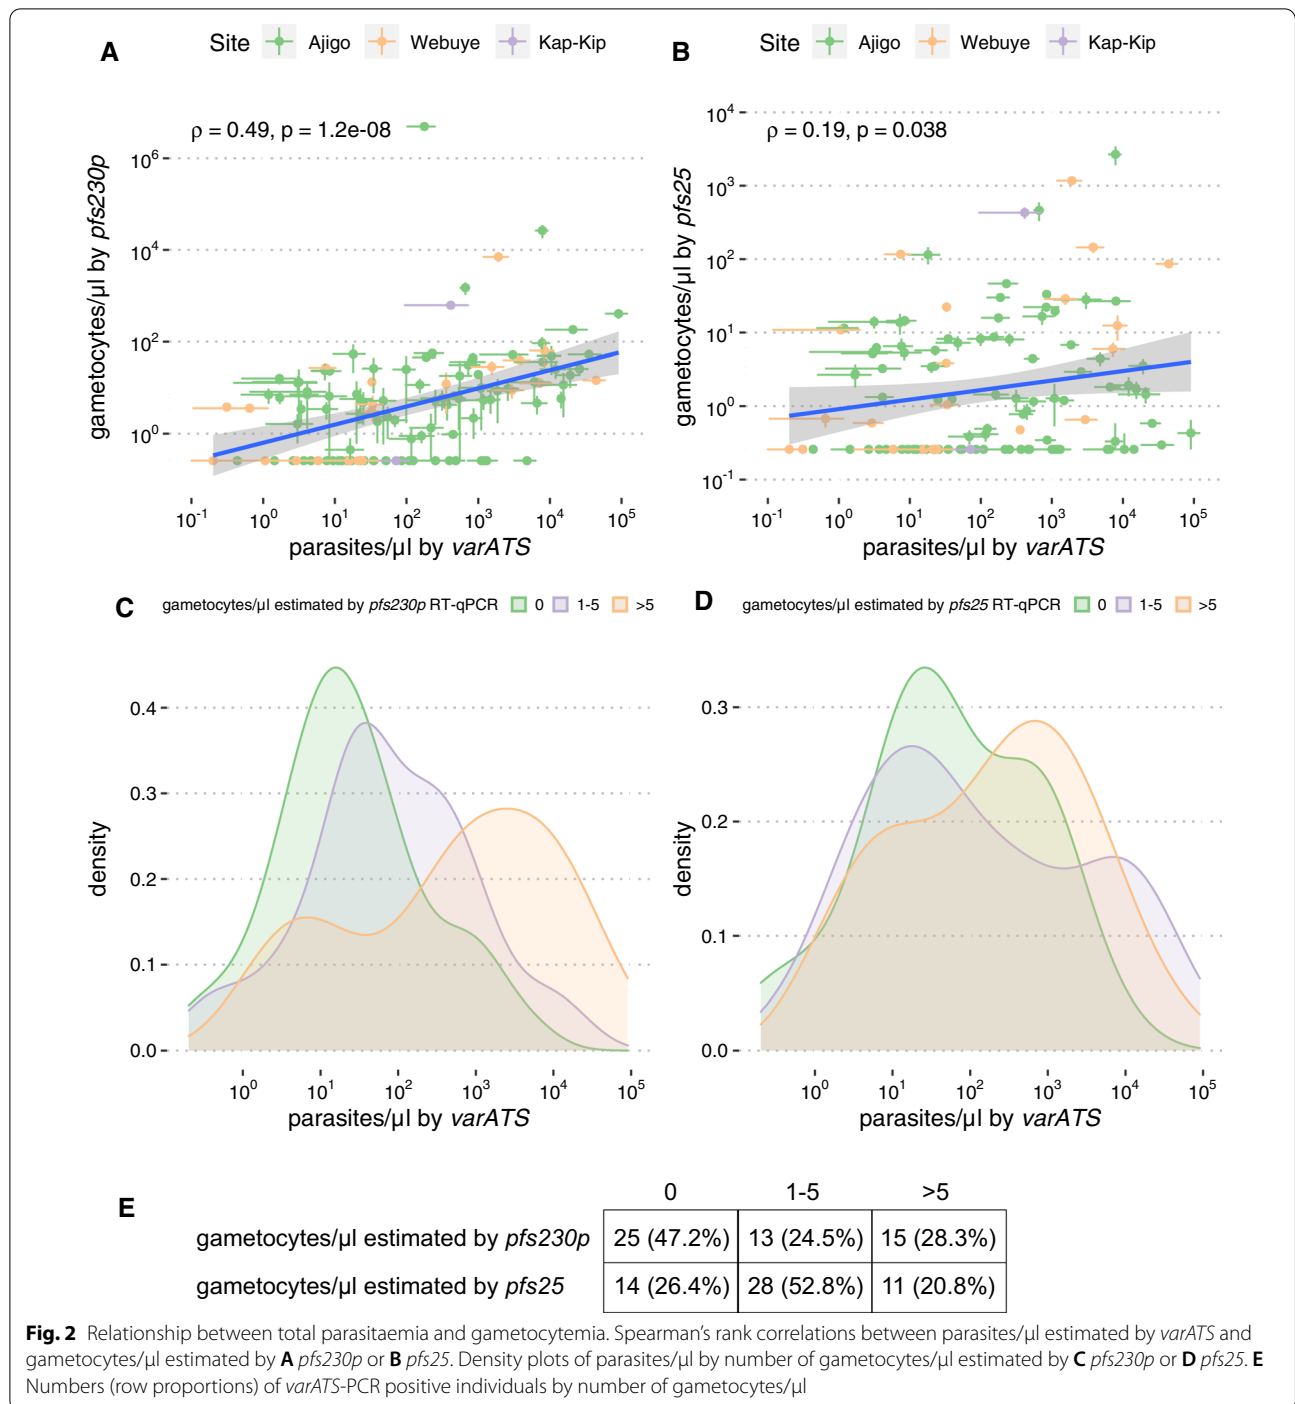 A
Site Ajigo Webuye Kap-Kip
ρ = 0.49, p = 1.2e-08
gametocytes/µl by pfs230p
10⁶
10⁴
10²
10⁰
10⁻¹ 10⁰ 10¹ 10² 10³ 10⁴ 10⁵
parasites/µl by varATS
B
Site Ajigo Webuye Kap-Kip
ρ = 0.19, p = 0.038
gametocytes/µl by pfs25
10⁴
10³
10²
10¹
10⁰
10⁻¹
10⁻¹ 10⁰ 10¹ 10² 10³ 10⁴ 10⁵
parasites/µl by varATS
C
gametocytes/µl estimated by pfs230p RT-qPCR 0 1-5 >5
density
0.4
0.3
0.2
0.1
0.0
10⁰ 10¹ 10² 10³ 10⁴ 10⁵
parasites/µl by varATS
D
gametocytes/µl estimated by pfs25 RT-qPCR 0 1-5 >5
density
0.3
0.2
0.1
0.0
10⁰ 10¹ 10² 10³ 10⁴ 10⁵
parasites/µl by varATS
E
0 1-5 >5
gametocytes/µl estimated by pfs230p 25 (47.2%) 13 (24.5%) 15 (28.3%)
gametocytes/µl estimated by pfs25 14 (26.4%) 28 (52.8%) 11 (20.8%)
Fig. 2 Relationship between total parasitaemia and gametocytemia. Spearman's rank correlations between parasites/µl estimated by varATS and
gametocytes/µl estimated by A pfs230p or B pfs25. Density plots of parasites/µl by number of gametocytes/µl estimated by C pfs230p or D pfs25. E
Numbers (row proportions) of varATS-PCR positive individuals by number of gametocytes/µl